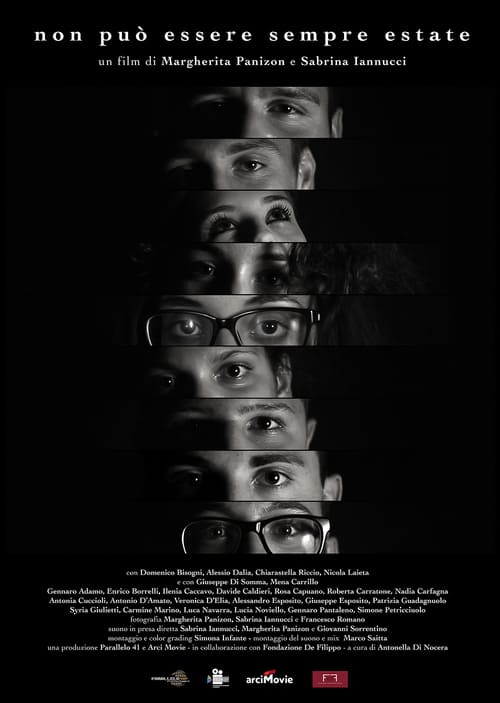 non può essere sempre estate
un film di Margherita Panizon e Sabrina Iannucci
con Domenico Bisogni, Alessio Dalia, Chiarastella Riccio, Nicola Laieta
e con Giuseppe Di Somma, Mena Carrillo
Gennaro Adamo, Enrico Borrelli, Ilenia Caccavo, Davide Caldieri, Rosa Capuano, Roberta Carratone, Nadia Carfagna
Antonia Cuccioli, Antonio D'Amato, Veronica D'Elia, Alessandro Esposito, Giuseppe Esposito, Patrizia Guadagnuolo
Syria Giulietti, Carmine Marino, Luca Navarra, Lucia Noviello, Gennaro Pantaleno, Simone Petricciuolo
fotografia Margherita Panizon, Sabrina Iannucci e Francesco Romano
suono in presa diretta Sabrina Iannucci, Margherita Panizon e Giovanni Sorrentino
montaggio e color grading Simona Infante - montaggio del suono e mix Marco Saitta
una produzione Parallelo 41 e Arci Movie - in collaborazione con Fondazione De Filippo - a cura di Antonella Di Nocera
arciMovie